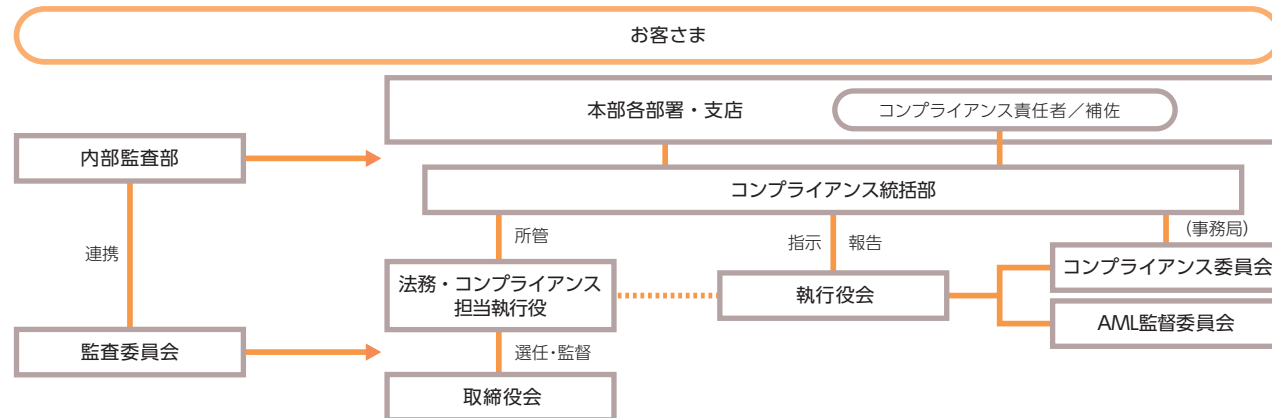 お客さま
本部各部署・支店
コンプライアンス責任者／補佐
内部監査部
コンプライアンス統括部
連携
所管
指示
報告
(事務局)
法務・コンプライアンス
担当執行役
執行役会
コンプライアンス委員会
AML監督委員会
監査委員会
選任・監督
取締役会